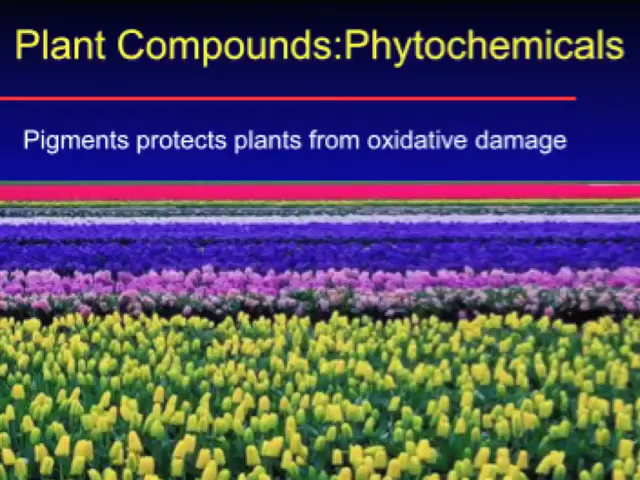 Plant Compounds:Phytochemicals
Pigments protects plants from oxidative damage